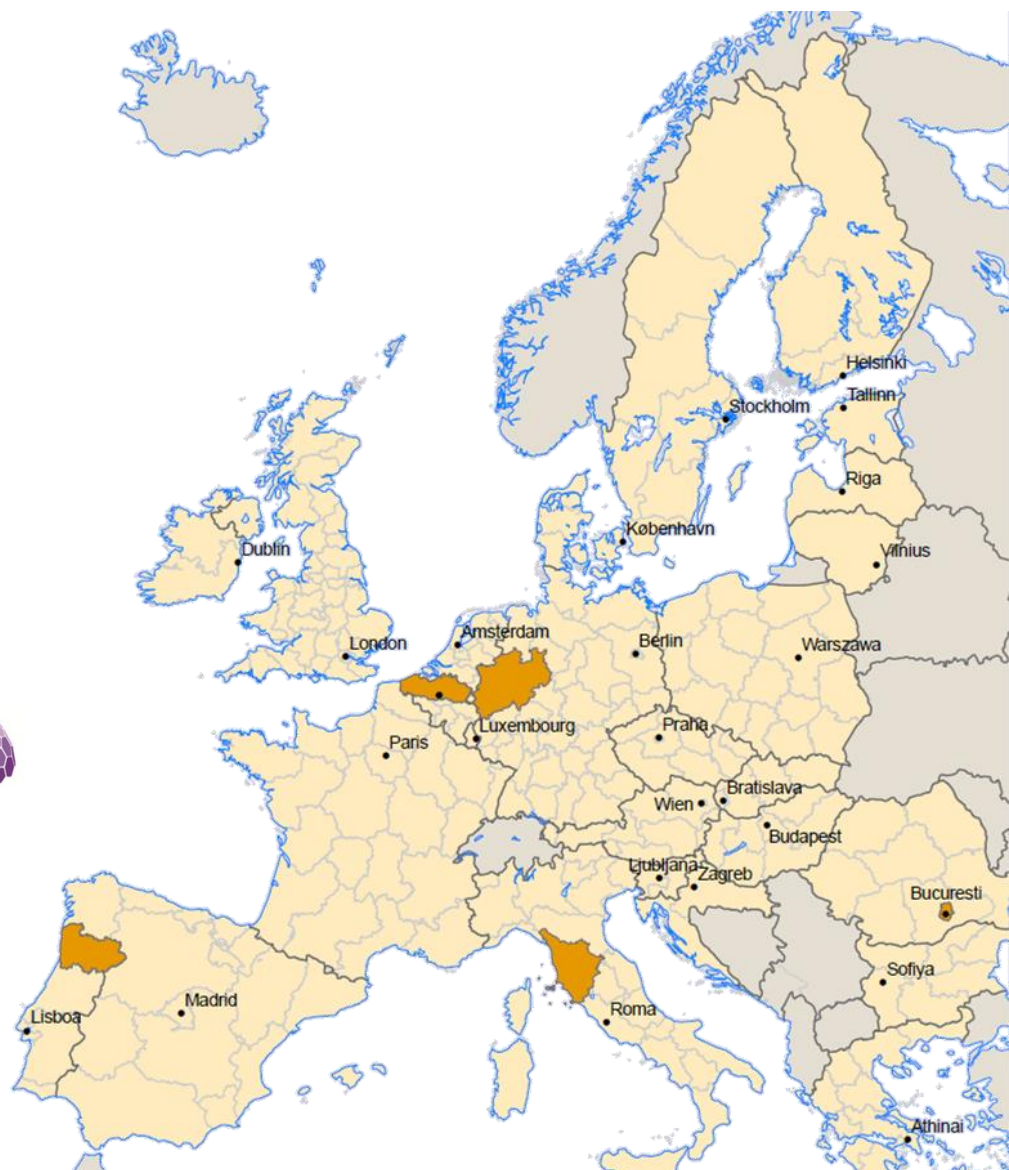 Helsinki
Tallinn
Stockholm
Riga
København
Vilnius
Dublin
Amsterdam
London
Berlin
Warszawa
Luxembourg
Praha
Paris
Bratislava
Wien
Budapest
Ljubljana
Zagreb
Bucuresti
Sofiya
Madrid
Roma
Lisboa
Athinai